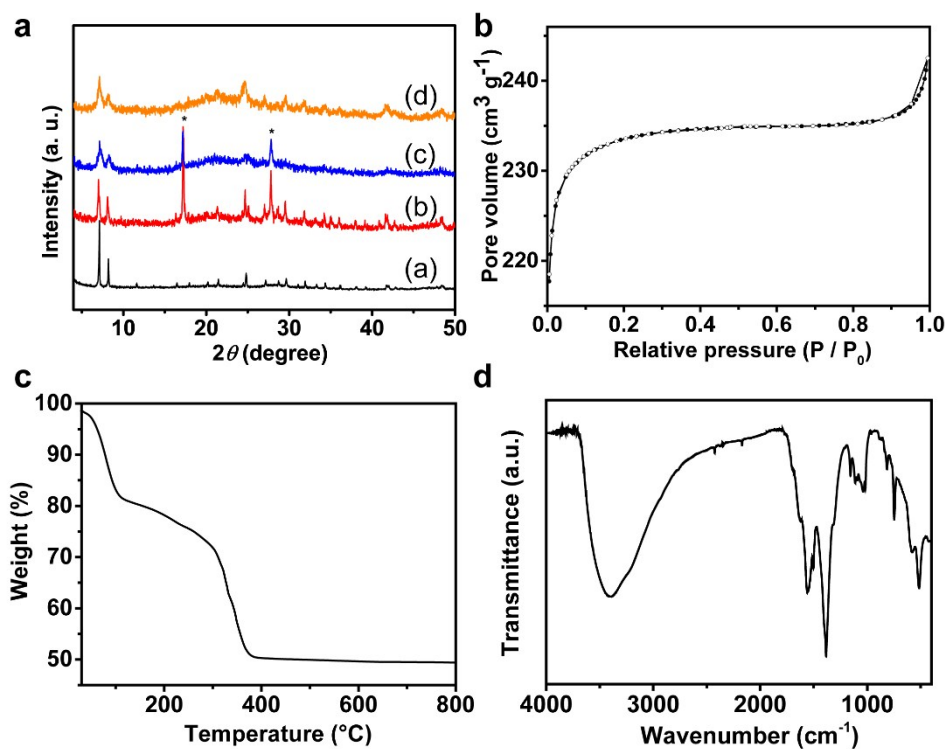 a
Intensity (a. u.)
(d)
* *
(c)
(b)
(a)
10 20 30 40 50
2θ (degree)
b
Pore volume (cm³ g⁻¹)
240
230
220
0.0 0.2 0.4 0.6 0.8 1.0
Relative pressure (P / P₀)
c
Weight (%)
100
90
80
70
60
50
200 400 600 800
Temperature (°C)
d
Transmittance (a.u.)
4000 3000 2000 1000
Wavenumber (cm⁻¹)